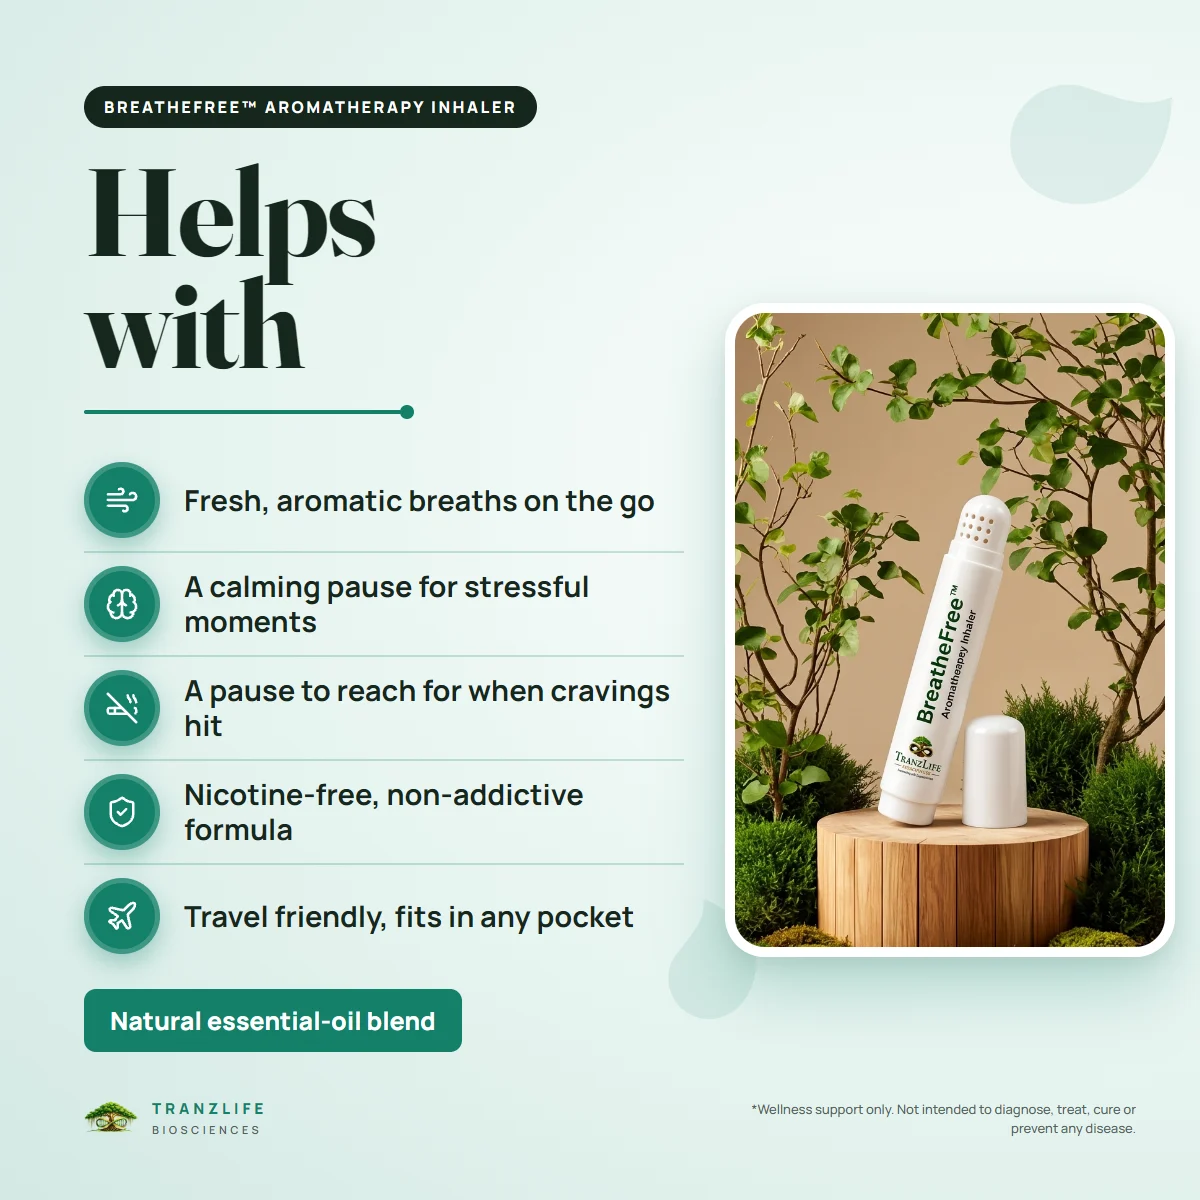 BREATHEFREE™ AROMATHERAPY INHALER
Helps
with
Fresh, aromatic breaths on the go
A calming pause for stressful
moments
A pause to reach for when cravings
hit
Nicotine-free, non-addictive
formula
Travel friendly, fits in any pocket
Natural essential-oil blend
BreatheFree™
Aromatheapey Inhaler
TRANZLIFE
TRANZLIFE
BIOSCIENCES
*Wellness support only. Not intended to diagnose, treat, cure or
prevent any disease.